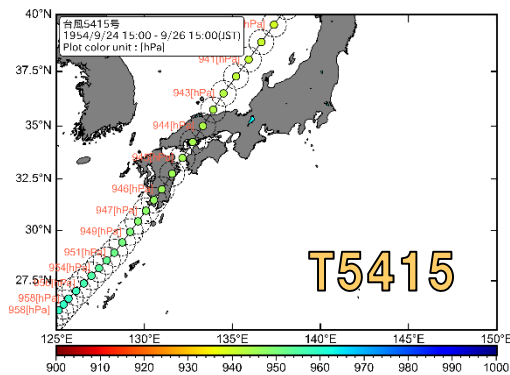 台風5415号
1954/9/24 15:00 - 9/26 15:00(JST)
Plot color unit : [hPa]
40°N
37.5°N
35°N
32.5°N
30°N
27.5°N
941[hPa]
943[hPa]
944[hPa]
946[hPa]
947[hPa]
949[hPa]
951[hPa]
954[hPa]
958[hPa]
958[hPa]
T5415
125°E
130°E
135°E
140°E
145°E
150°E
900 910 920 930 940 950 960 970 980 990 1000